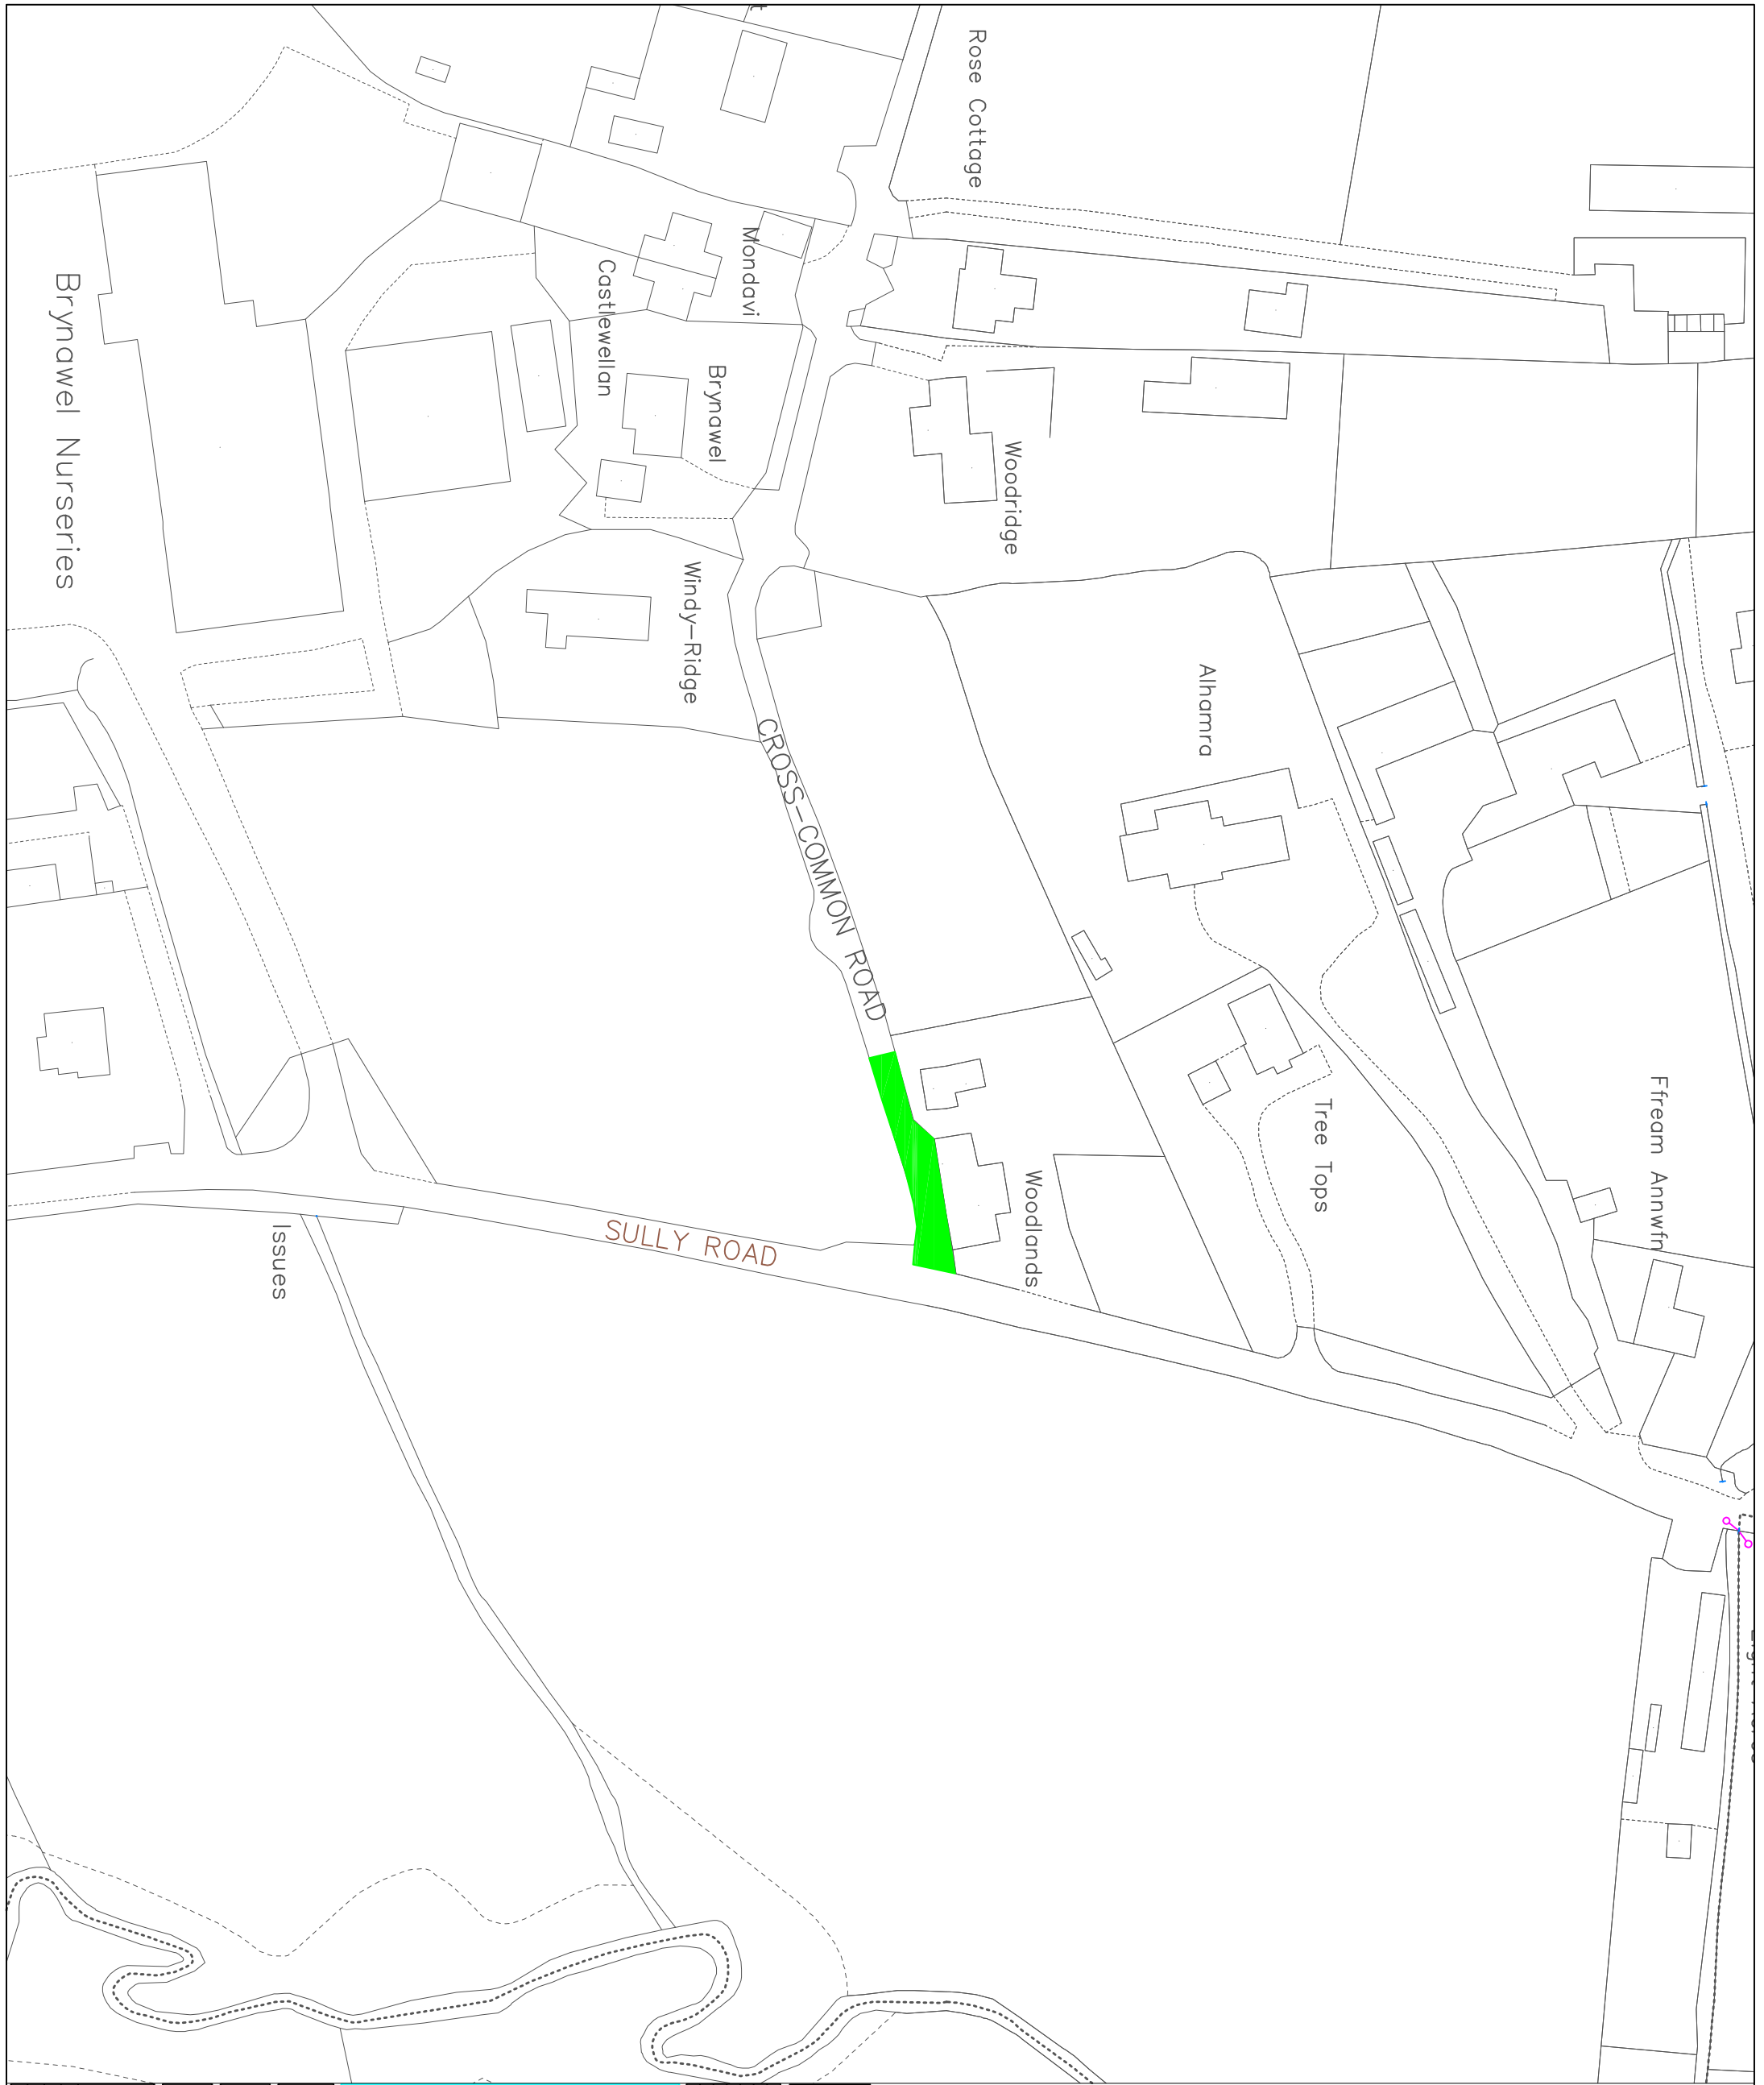 Rose Cottage
Mondavi
Castlewellan
Brynawel
Brynawel Nurseries
Woodridge
Windy-Ridge
Alhamra
CROSS-COMMON ROAD
Ffream Annwfn
Tree Tops
Woodlands
SULLY ROAD
Issues